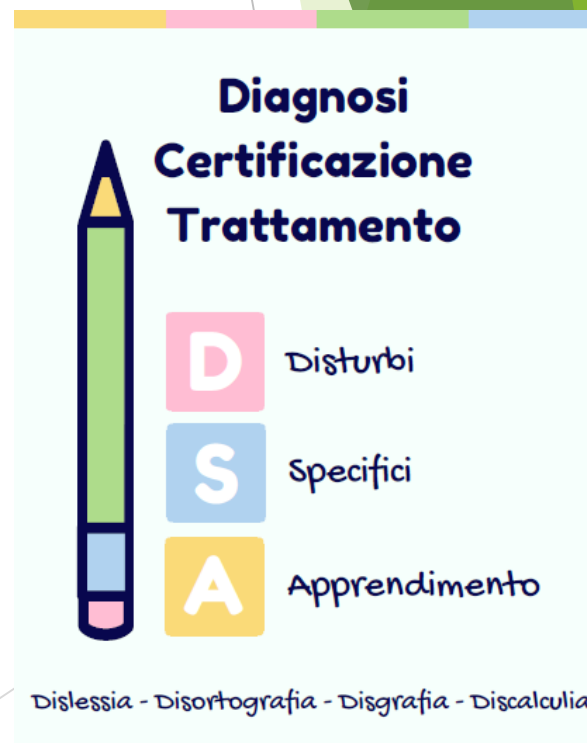 Diagnosi
Certificazione
Trattamento
D Disturbi
S Specifici
A Apprendimento
Dislessia - Disortografia - Disgrafia - Discalculia